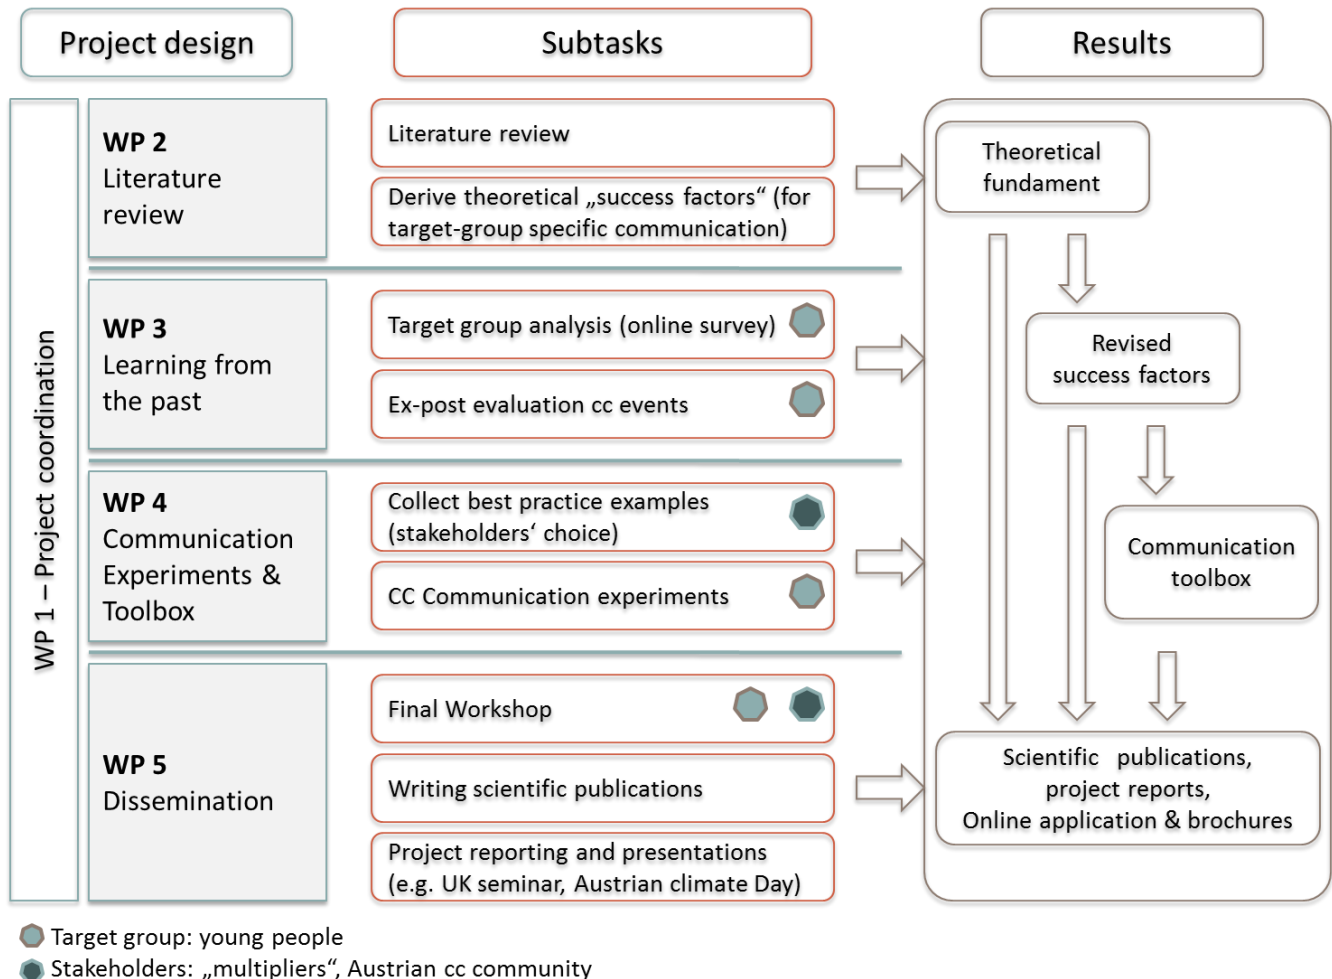 Project design
Subtasks
Results
WP 1 – Project coordination
WP 2
Literature
review
Literature review
Derive theoretical „success factors“ (for
target-group specific communication)
Theoretical
fundament
WP 3
Learning from
the past
Target group analysis (online survey)
Ex-post evaluation cc events
Revised
success factors
WP 4
Communication
Experiments &
Toolbox
Collect best practice examples
(stakeholders‘ choice)
CC Communication experiments
Communication
toolbox
WP 5
Dissemination
Final Workshop
Writing scientific publications
Project reporting and presentations
(e.g. UK seminar, Austrian climate Day)
Scientific publications,
project reports,
Online application & brochures
Target group: young people
Stakeholders: „multipliers“, Austrian cc community